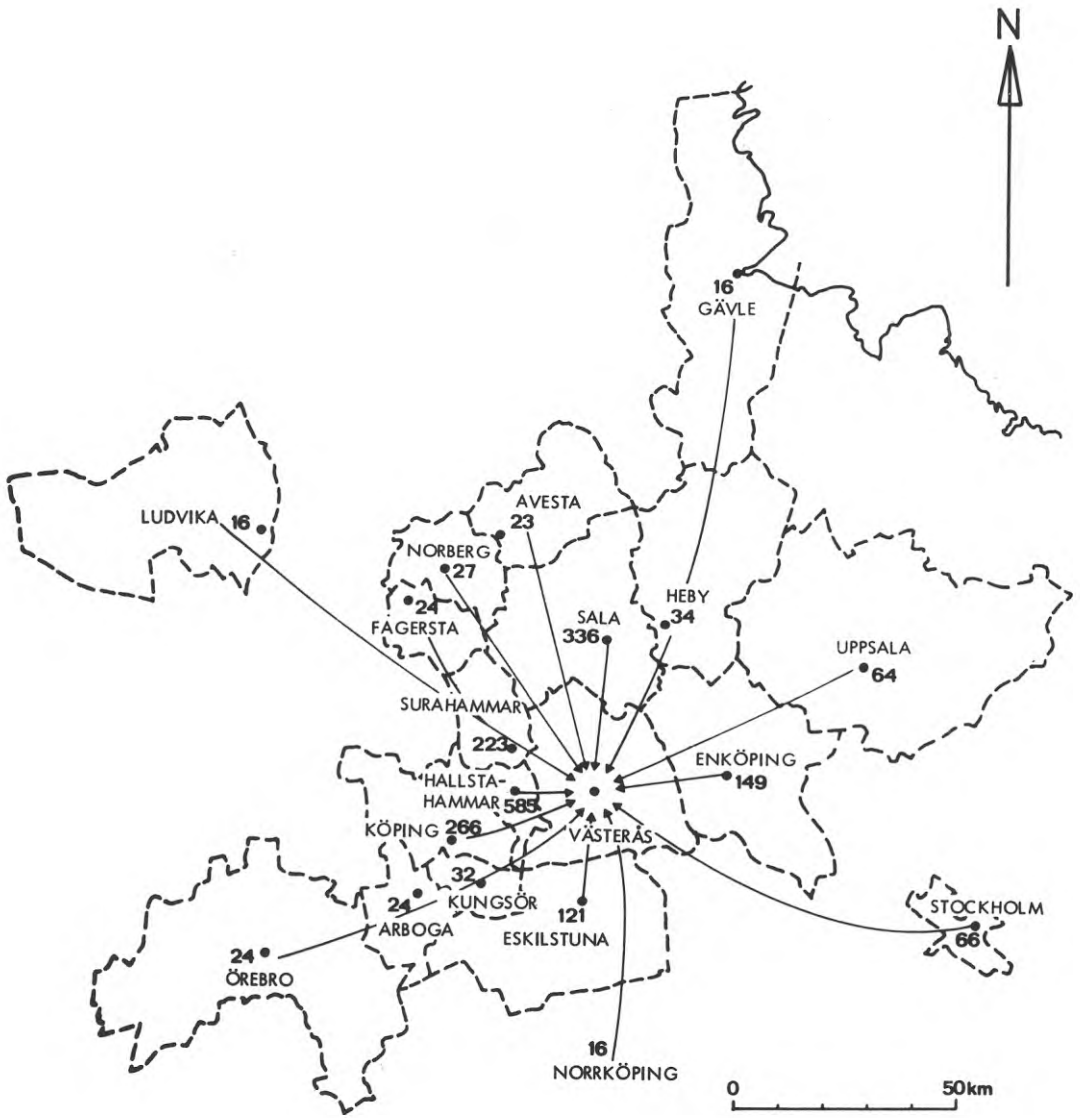 N
16
GÄVLE
LUDVIKA 16
AVESTA
23
NORBERG
27
24
FAGERSTA
SALA
336
HEBY
34
UPPSALA
64
SURAHAMMAR
223
ENKÖPING
149
HALLSTA-
HAMMAR 585
KÖPING 266
VÄSTERÅS
32
KUNGSÖR
24
ARBOGA
121
ESKILSTUNA
STOCKHOLM
66
24
ÖREBRO
16
NORRKÖPING
0 50km